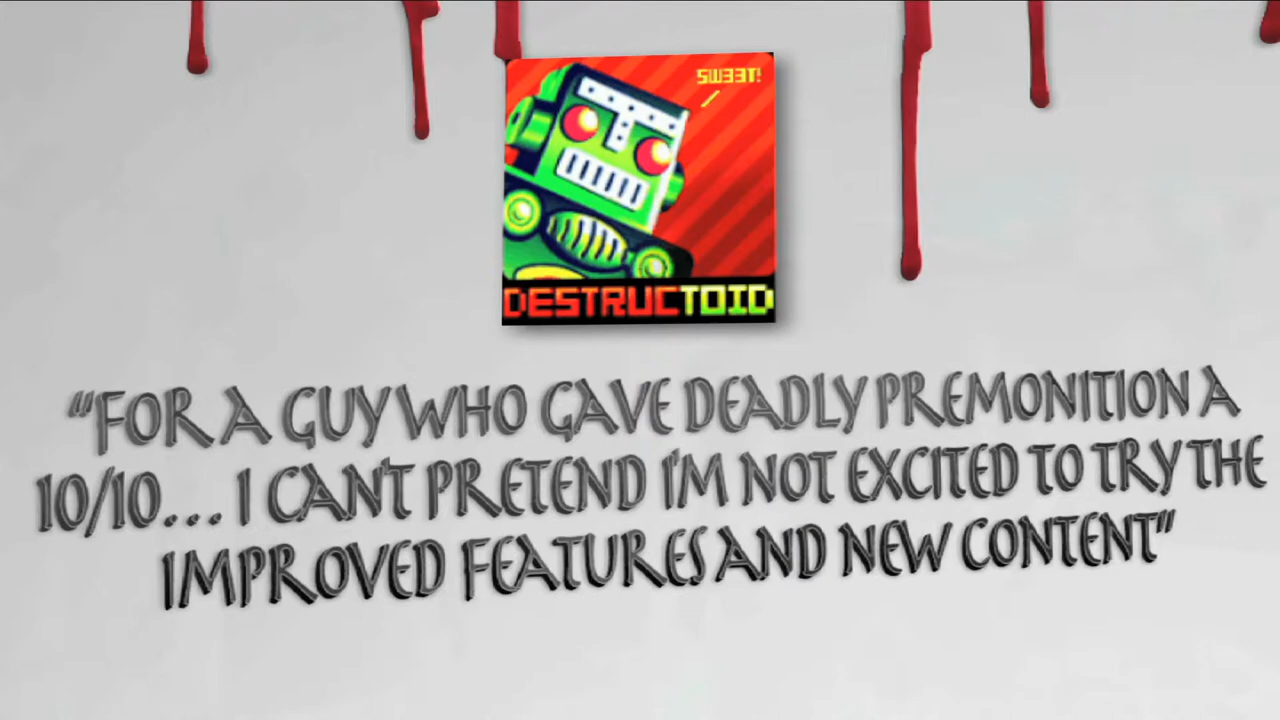 SW33T!
DESTRUCTOID
"FOR A GUY WHO GAVE DEADLY PREMONITION A
10/10... I CAN'T PRETEND I'M NOT EXCITED TO TRY THE
IMPROVED FEATURES AND NEW CONTENT"